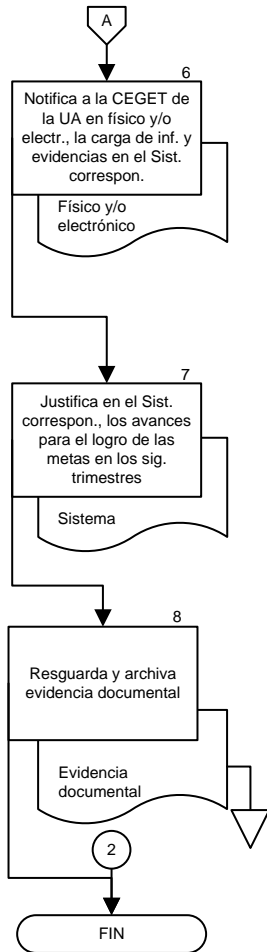 A
6
Notifica a la CEGET de
la UA en físico y/o
electr., la carga de inf. y
evidencias en el Sist.
correspon.
Físico y/o
electrónico
7
Justifica en el Sist.
correspon., los avances
para el logro de las
metas en los sig.
trimestres
Sistema
8
Resguarda y archiva
evidencia documental
Evidencia
documental
2
FIN